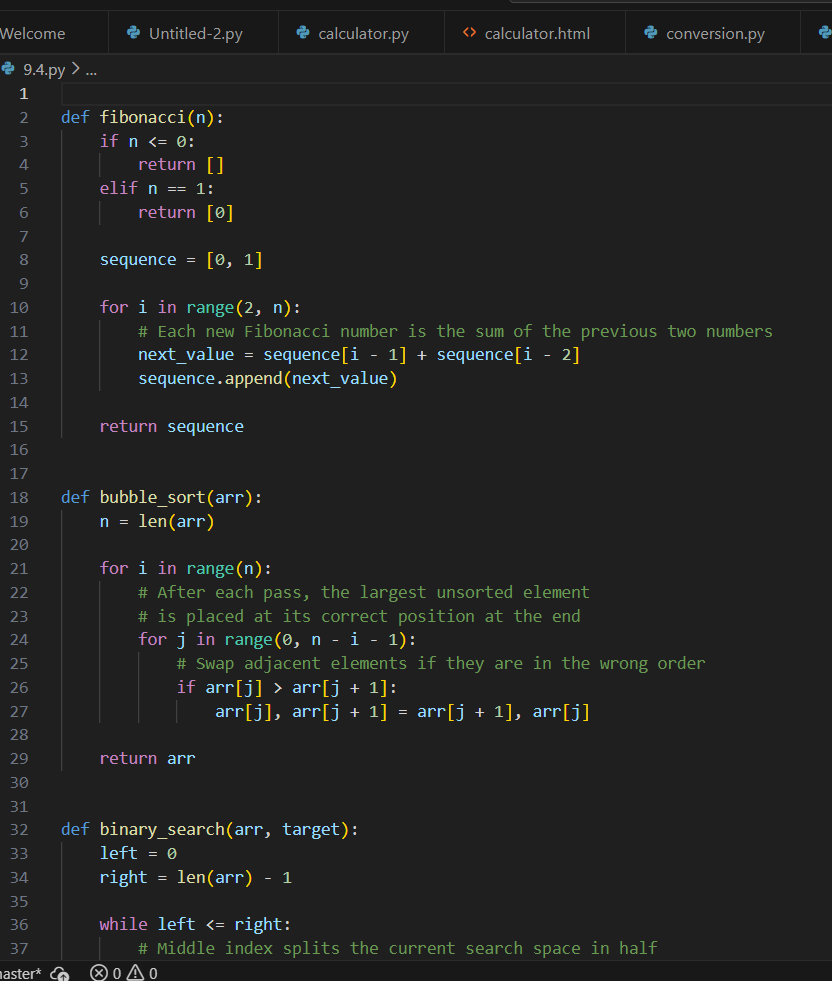 Welcome Untitled-2.py calculator.py calculator.html conversion.py
9.4.py > ...
1
2 def fibonacci(n):
3     if n <= 0:
4         return []
5     elif n == 1:
6         return [0]
7
8     sequence = [0, 1]
9
10     for i in range(2, n):
11         # Each new Fibonacci number is the sum of the previous two numbers
12         next_value = sequence[i - 1] + sequence[i - 2]
13         sequence.append(next_value)
14
15     return sequence
16
17
18 def bubble_sort(arr):
19     n = len(arr)
20
21     for i in range(n):
22         # After each pass, the largest unsorted element
23         # is placed at its correct position at the end
24         for j in range(0, n - i - 1):
25             # Swap adjacent elements if they are in the wrong order
26             if arr[j] > arr[j + 1]:
27                 arr[j], arr[j + 1] = arr[j + 1], arr[j]
28
29     return arr
30
31
32 def binary_search(arr, target):
33     left = 0
34     right = len(arr) - 1
35
36     while left <= right:
37         # Middle index splits the current search space in half
aster* 0 0